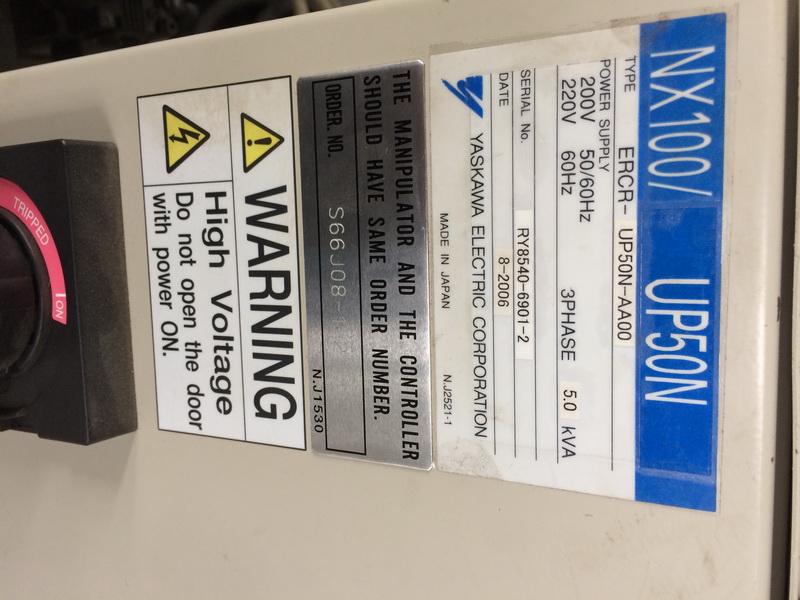 NX100/ UP50N
TYPE ERCR- UP50N-AA00
POWER SUPPLY
200V 50/60Hz
220V 60Hz 3PHASE 5.0 kVA
SERIAL No. RY8540-6901-2
DATE 8-2006
YASKAWA ELECTRIC CORPORATION
MADE IN JAPAN NJ2521-1
THE MANIPULATOR AND THE CONTROLLER
SHOULD HAVE SAME ORDER NUMBER.
ORDER. NO. S66J08-
NJ1530
WARNING
High Voltage
Do not open the door
with power ON.
TRIPPED
ION